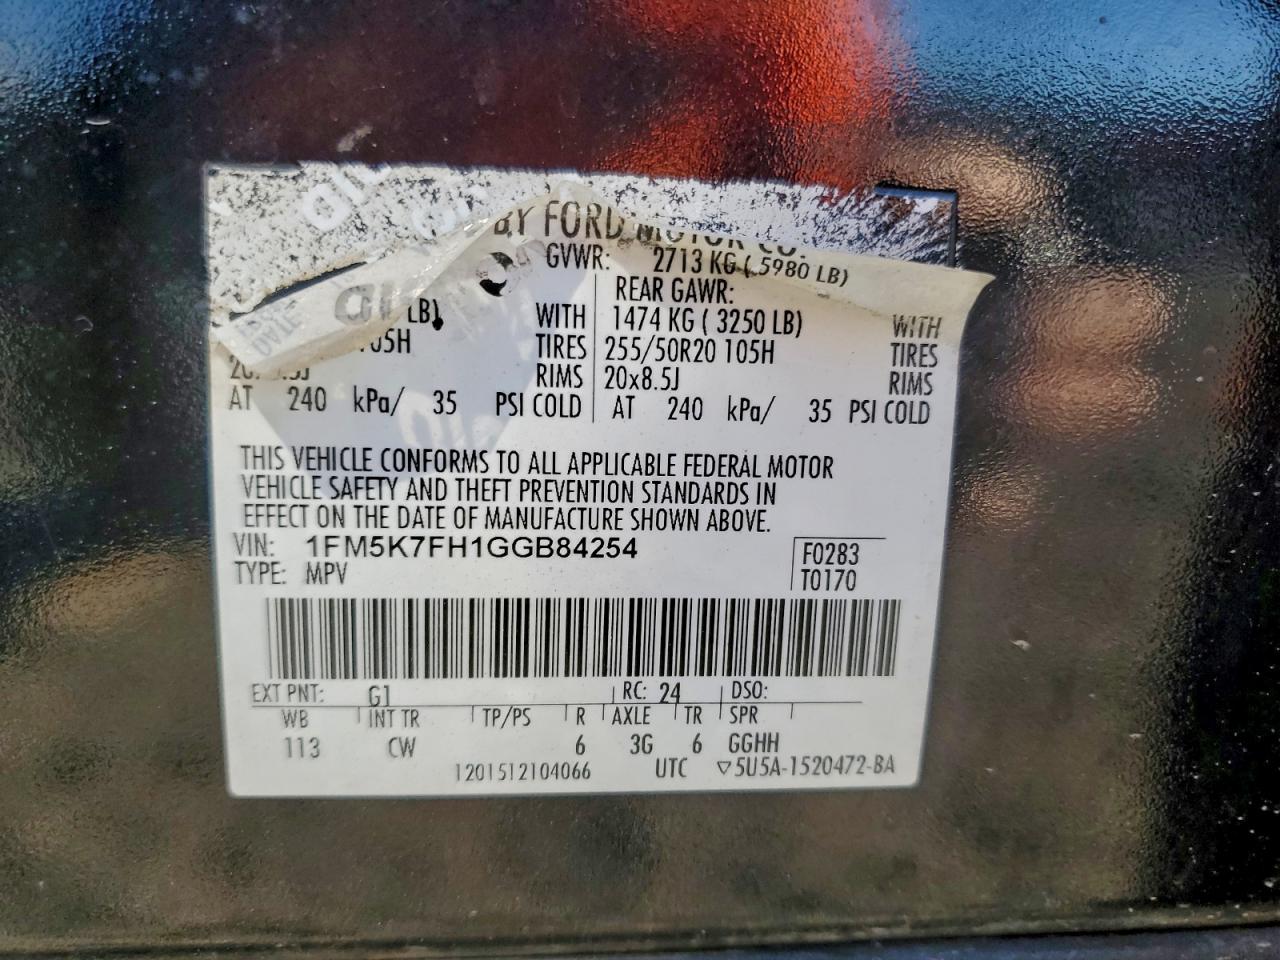 BY FORD MOTOR CO.
GVWR: 2713 KG ( 5980 LB)
REAR GAWR:
LB) WITH 1474 KG ( 3250 LB) WITH
105H TIRES 255/50R20 105H TIRES
RIMS 20x8.5J RIMS
AT 240 kPa/ 35 PSI COLD AT 240 kPa/ 35 PSI COLD
THIS VEHICLE CONFORMS TO ALL APPLICABLE FEDERAL MOTOR
VEHICLE SAFETY AND THEFT PREVENTION STANDARDS IN
EFFECT ON THE DATE OF MANUFACTURE SHOWN ABOVE.
VIN: 1FM5K7FH1GGB84254 F0283
TYPE: MPV T0170
EXT PNT: G1 RC: 24 DSO:
WB INT TR TP/PS R AXLE TR SPR
113 CW 6 3G 6 GGHH
1201512104066 UTC ▽5U5A-1520472-BA